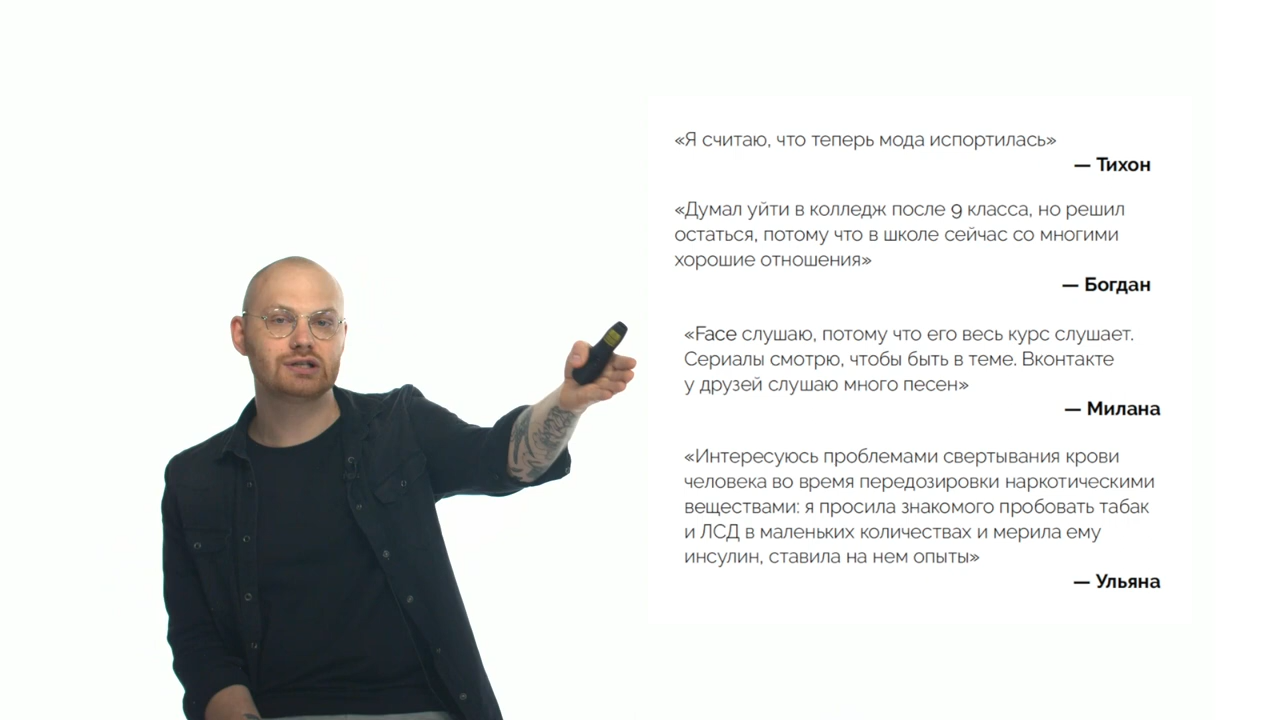 «Я считаю, что теперь мода испортилась»
— Тихон
«Думал уйти в колледж после 9 класса, но решил
остаться, потому что в школе сейчас со многими
хорошие отношения»
— Богдан
«Face слушаю, потому что его весь курс слушает.
Сериалы смотрю, чтобы быть в теме. Вконтакте
у друзей слушаю много песен»
— Милана
«Интересуюсь проблемами свертывания крови
человека во время передозировки наркотическими
веществами: я просила знакомого пробовать табак
и ЛСД в маленьких количествах и мерила ему
инсулин, ставила на нем опыты»
— Ульяна